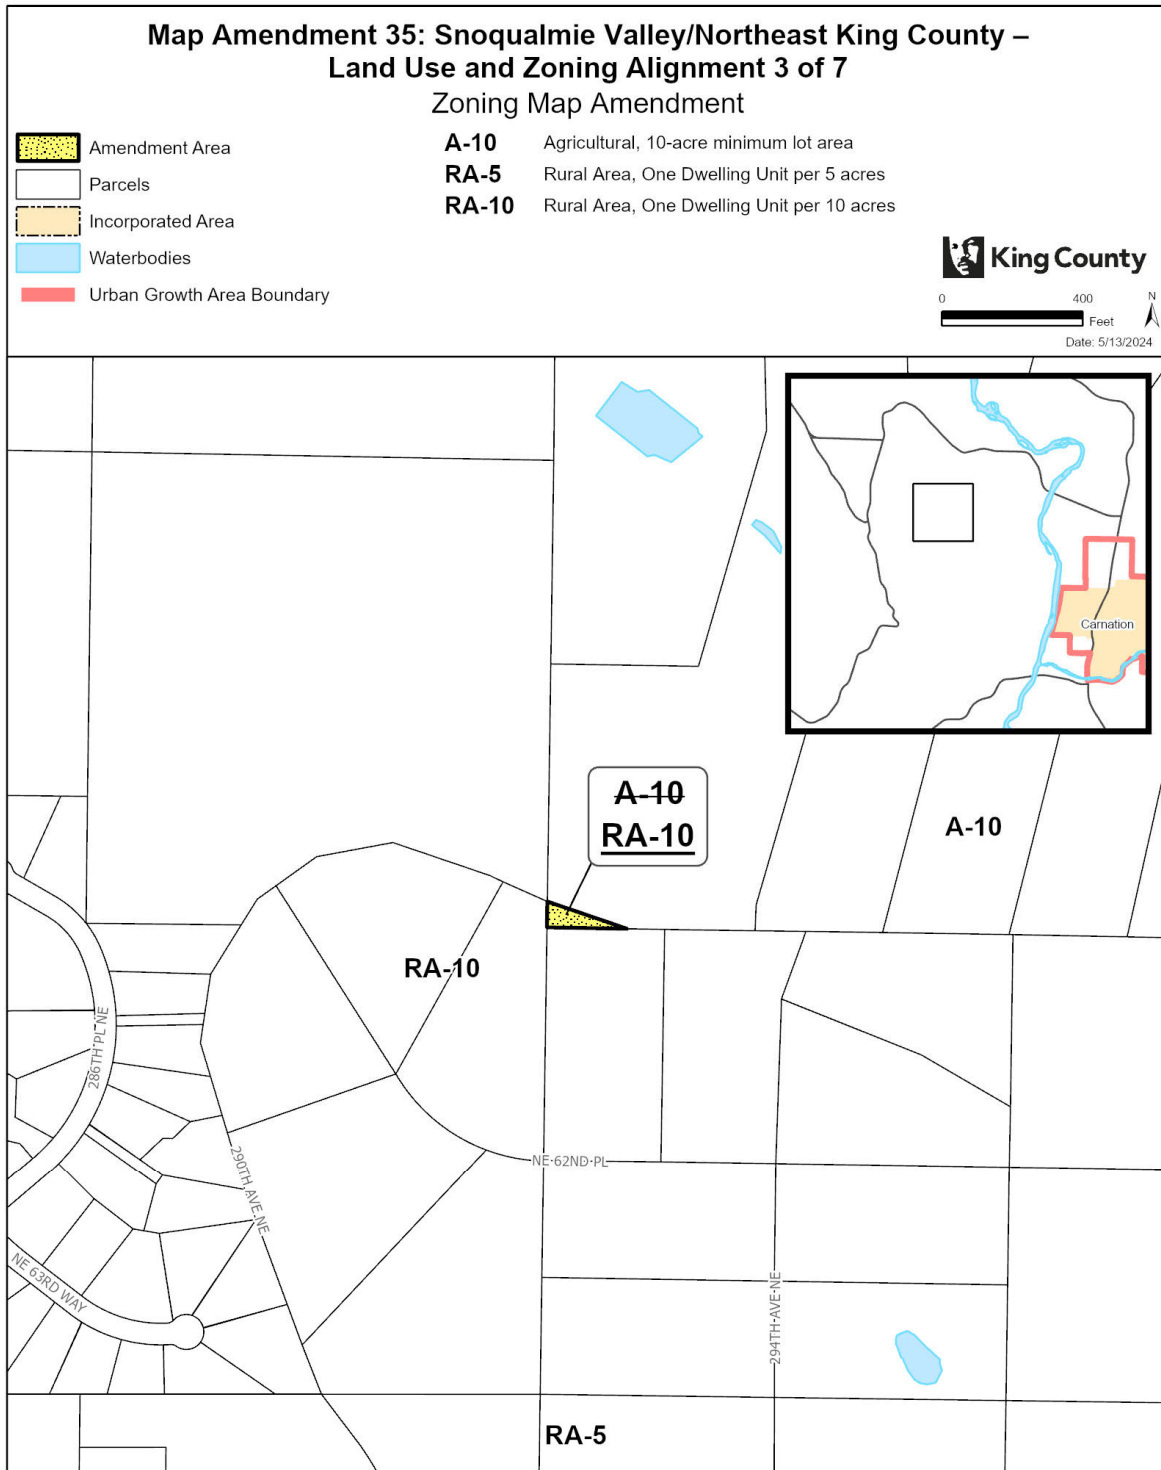 Map Amendment 35: Snoqualmie Valley/Northeast King County –
Land Use and Zoning Alignment 3 of 7
Zoning Map Amendment
Amendment Area
Parcels
Incorporated Area
Waterbodies
Urban Growth Area Boundary
A-10 Agricultural, 10-acre minimum lot area
RA-5 Rural Area, One Dwelling Unit per 5 acres
RA-10 Rural Area, One Dwelling Unit per 10 acres
King County
0 400
Feet
N
Date: 5/13/2024
Carnation
A-10
RA-10
A-10
RA-10
286TH PL NE
290TH AVE NE
NE 62ND PL
NE 63RD WAY
294TH AVE NE
RA-5